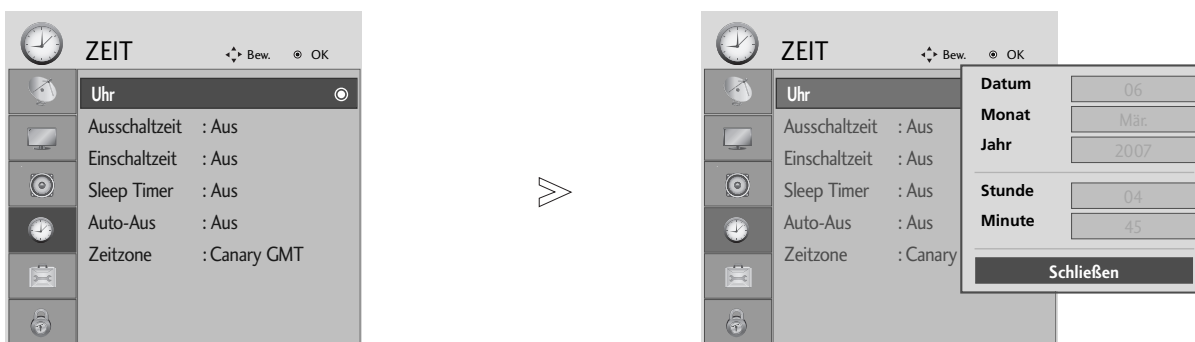 ZEIT Bew. OK
Uhr
Ausschaltzeit : Aus
Einschaltzeit : Aus
Sleep Timer : Aus
Auto-Aus : Aus
Zeitzone : Canary GMT
ZEIT Bew. OK
Uhr
Ausschaltzeit : Aus
Einschaltzeit : Aus
Sleep Timer : Aus
Auto-Aus : Aus
Zeitzone : Canary
Datum 06
Monat Mär.
Jahr 2007
Stunde 04
Minute 45
Schließen